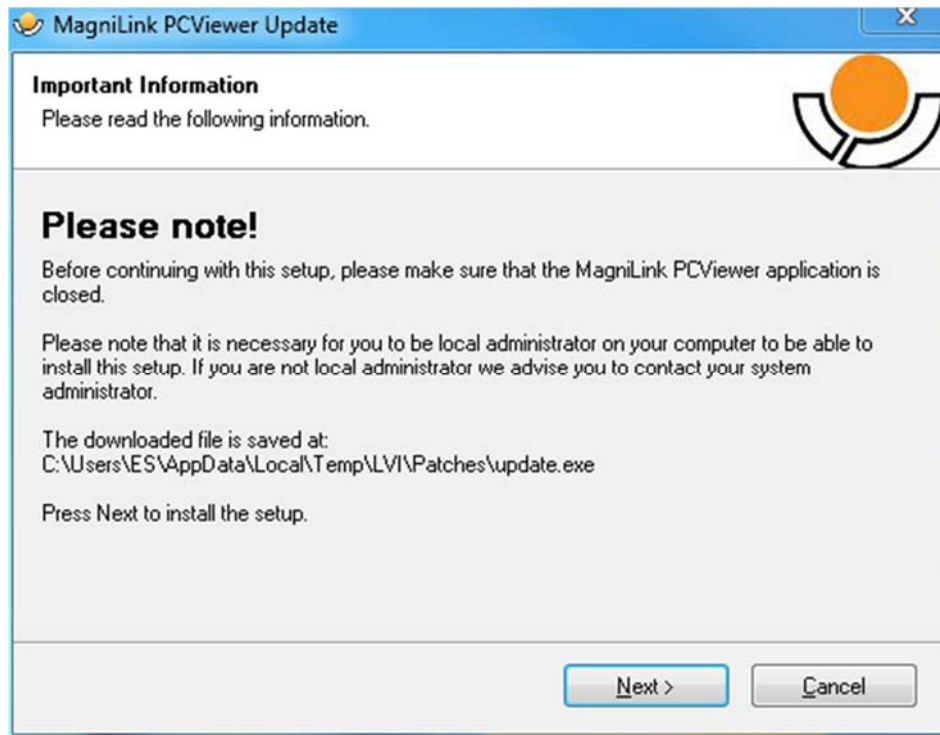 MagniLink PCViewer Update
Important Information
Please read the following information.
Please note!
Before continuing with this setup, please make sure that the MagniLink PCViewer application is
closed.
Please note that it is necessary for you to be local administrator on your computer to be able to
install this setup. If you are not local administrator we advise you to contact your system
administrator.
The downloaded file is saved at:
C:\Users\ES\AppData\Local\Temp\LVI\Patches\update.exe
Press Next to install the setup.
Next >
Cancel